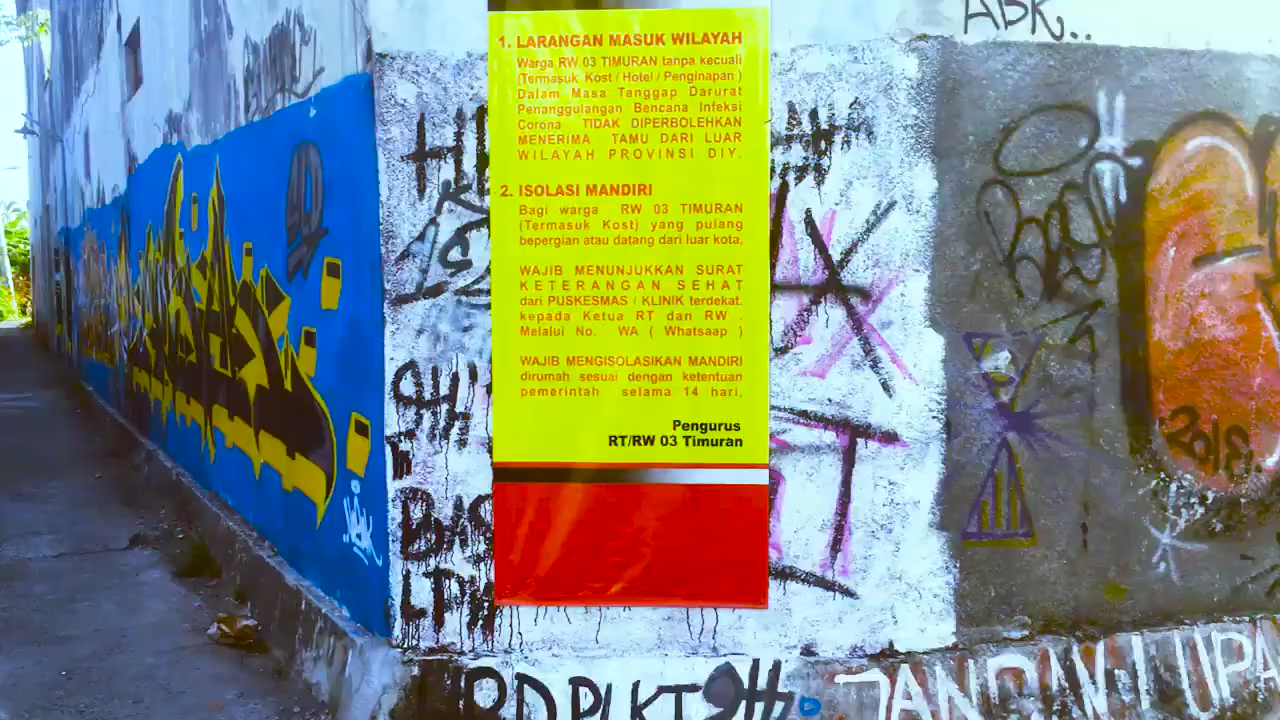 ABK..
1. LARANGAN MASUK WILAYAH
Warga RW 03 TIMURAN tanpa kecuali
(Termasuk Kost / Hotel / Penginapan )
Dalam Masa Tanggap Darurat
Penanggulangan Bencana Infeksi
Corona TIDAK DIPERBOLEHKAN
MENERIMA TAMU DARI LUAR
WILAYAH PROVINSI DIY.
2. ISOLASI MANDIRI
Bagi warga RW 03 TIMURAN
(Termasuk Kost) yang pulang
bepergian atau datang dari luar kota,
WAJIB MENUNJUKKAN SURAT
KETERANGAN SEHAT
dari PUSKESMAS / KLINIK terdekat.
kepada Ketua RT dan RW .
Melalui No. WA ( Whatsaap )
WAJIB MENGISOLASIKAN MANDIRI
dirumah sesuai dengan ketentuan
pemerintah selama 14 hari,
Pengurus
RT/RW 03 Timuran
2018
JANGAN LUPA